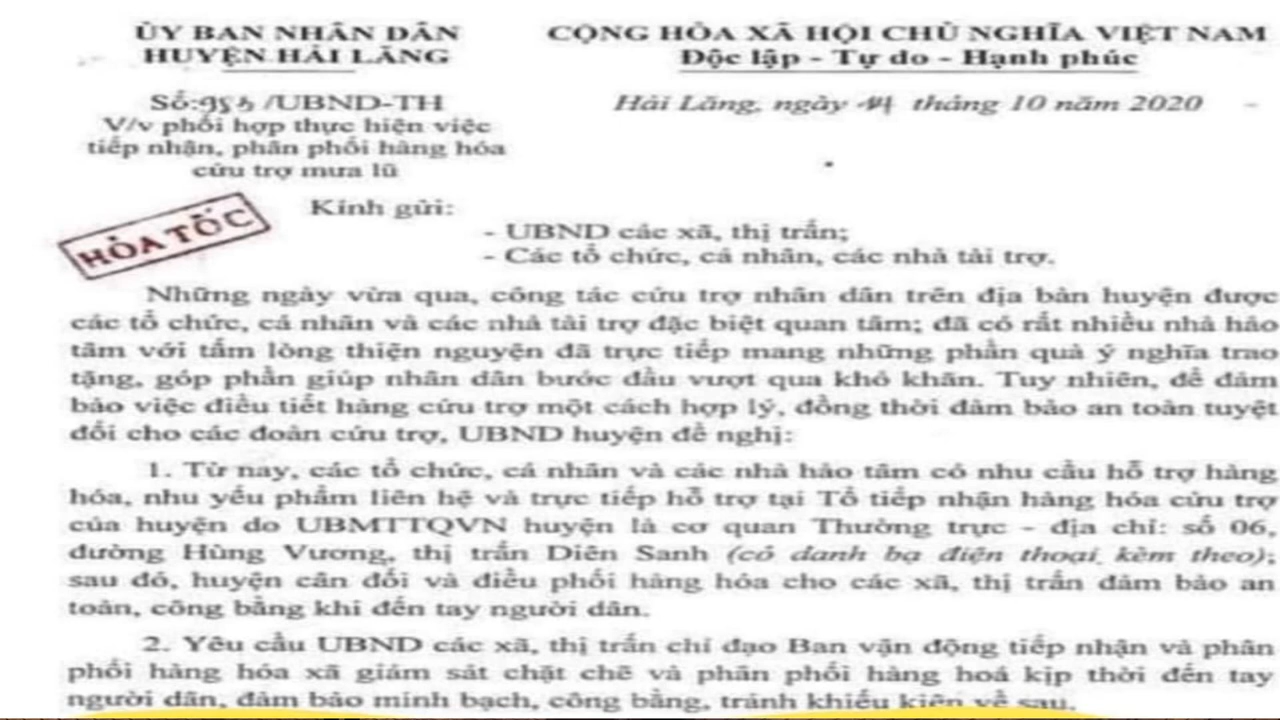 ỦY BAN NHÂN DÂN
HUYỆN HẢI LĂNG
CỘNG HÒA XÃ HỘI CHỦ NGHĨA VIỆT NAM
Độc lập - Tự do - Hạnh phúc
Số: /UBND-TH
V/v phối hợp thực hiện việc
tiếp nhận, phân phối hàng hóa
cứu trợ mưa lũ
Hải Lăng, ngày 14 tháng 10 năm 2020
HỎA TỐC
Kính gửi:
- UBND các xã, thị trấn;
- Các tổ chức, cá nhân, các nhà tài trợ.
Những ngày vừa qua, công tác cứu trợ nhân dân trên địa bàn huyện được
các tổ chức, cá nhân và các nhà tài trợ đặc biệt quan tâm; đã có rất nhiều nhà hảo
tâm với tấm lòng thiện nguyện đã trực tiếp mang những phần quà ý nghĩa trao
tặng, góp phần giúp nhân dân bước đầu vượt qua khó khăn. Tuy nhiên, để đảm
bảo việc điều tiết hàng cứu trợ một cách hợp lý, đồng thời đảm bảo an toàn tuyệt
đối cho các đoàn cứu trợ, UBND huyện đề nghị:
1. Từ nay, các tổ chức, cá nhân và các nhà hảo tâm có nhu cầu hỗ trợ hàng
hóa, nhu yếu phẩm liên hệ và trực tiếp hỗ trợ tại Tổ tiếp nhận hàng hóa cứu trợ
của huyện do UBMTTQVN huyện là cơ quan Thường trực - địa chỉ: số 06,
đường Hùng Vương, thị trấn Diên Sanh (có danh bạ điện thoại kèm theo);
sau đó, huyện cân đối và điều phối hàng hóa cho các xã, thị trấn đảm bảo an
toàn, công bằng khi đến tay người dân.
2. Yêu cầu UBND các xã, thị trấn chỉ đạo Ban vận động tiếp nhận và phân
phối hàng hóa xã giám sát chặt chẽ và phân phối hàng hoá kịp thời đến tay
người dân, đảm bảo minh bạch, công bằng, tránh khiếu kiện về sau.